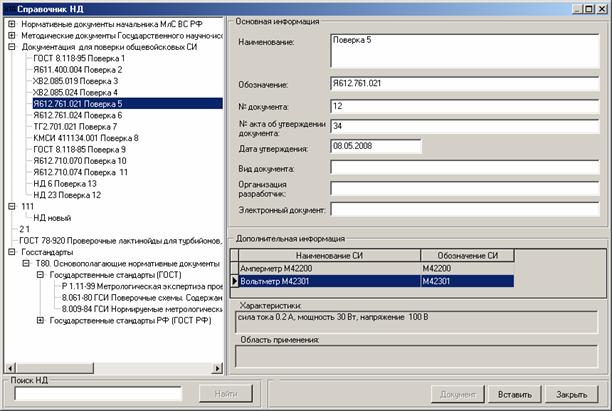 Справочник НД
Нормативные документы начальника МлС ВС РФ
Методические документы Государственного научно-исс
Документация для поверки общевойсковых СИ
ГОСТ 8.118-95 Поверка 1
Я611.400.004 Поверка 2
ХВ2.085.019 Поверка 3
ХВ2.085.024 Поверка 4
Я612.761.021 Поверка 5
Я612.761.024 Поверка 6
ТГ2.701.021 Поверка 7
КМСИ 411134.001 Поверка 8
ГОСТ 8.118-85 Поверка 9
Я612.710.070 Поверка 10
Я612.710.074 Поверка 11
НД 6 Поверка 13
НД 23 Поверка 12
111
НД новый
2 1
ГОСТ 78-920 Проверочные лактинойды для турбийонов,
Госстандарты
Т80. Основополагающие нормативные документы
Государственные стандарты (ГОСТ)
Р 1.11-99 Метрологическая экспертиза прое
8.061-80 ГСИ Поверочные схемы. Содержан
8.009-84 ГСИ Нормируемые метрологически
Государственные стандарты РФ (ГОСТ РФ)
Поиск НД
Найти
Основная информация
Наименование:
Поверка 5
Обозначение:
Я612.761.021
№ документа:
12
№ акта об утверждении
документа:
34
Дата утверждения:
08.05.2008
Вид документа:
Организация
разработчик:
Электронный документ:
Дополнительная информация
Наименование СИ Обозначение СИ
Амперметр М42200 М42200
Вольтметр М42301 М42301
Характеристики:
сила тока 0.2 А, мощность 30 Вт, напряжение 100 В
Область применения:
Документ Вставить Закрыть